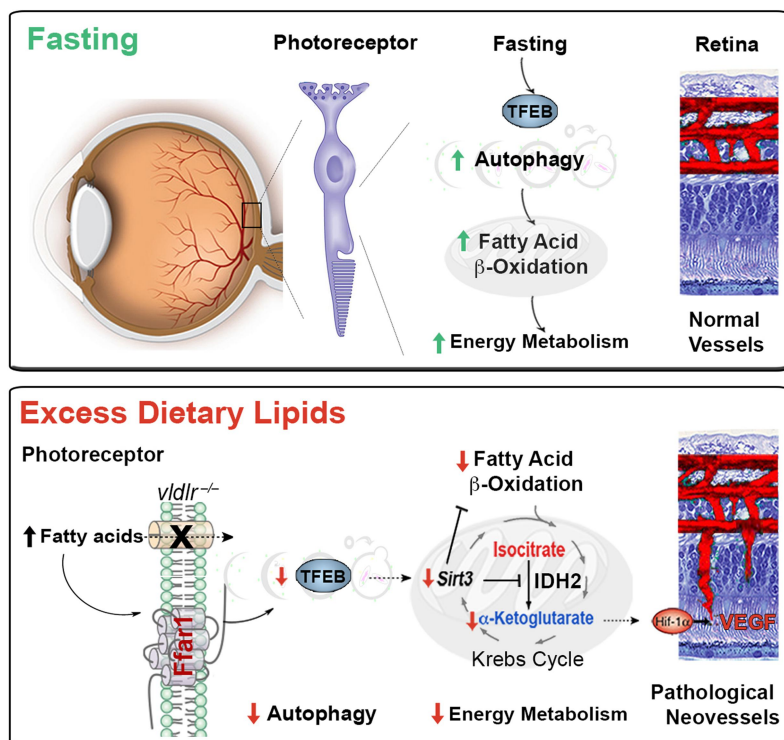 Fasting
Photoreceptor
Fasting
Retina
TFEB
Autophagy
Fatty Acid
β-Oxidation
Energy Metabolism
Normal
Vessels
Excess Dietary Lipids
Photoreceptor
vldlr⁻/⁻
Fatty acids
X
Ffar1
TFEB
Autophagy
Fatty Acid
β-Oxidation
Isocitrate
Sirt3
IDH2
α-Ketoglutarate
Krebs Cycle
Energy Metabolism
Hif-1α
VEGF
Pathological
Neovessels